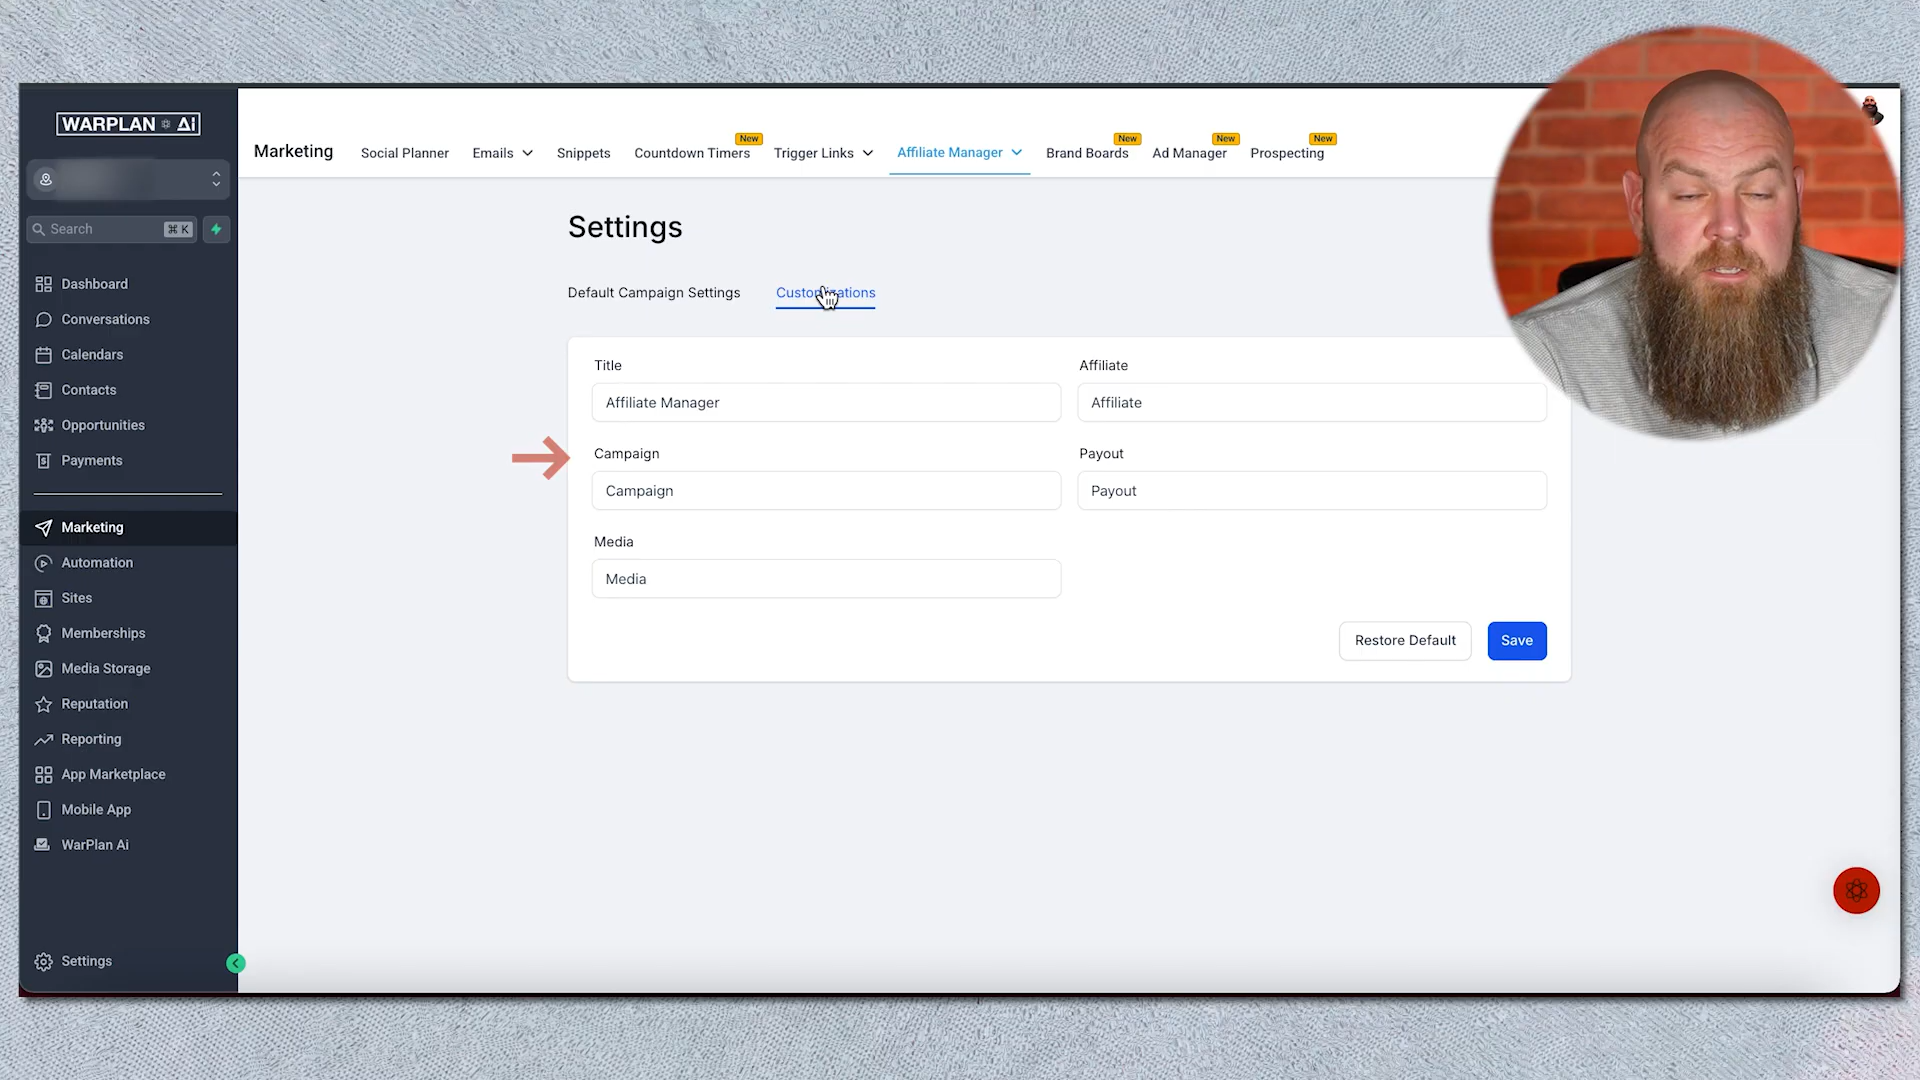 WARPLAN Ai
Search
⌘ K
Dashboard
Conversations
Calendars
Contacts
Opportunities
Payments
Marketing
Automation
Sites
Memberships
Media Storage
Reputation
Reporting
App Marketplace
Mobile App
WarPlan Ai
Settings
Marketing
Social Planner
Emails
Snippets
Countdown Timers
New
Trigger Links
Affiliate Manager
Brand Boards
New
Ad Manager
New
Prospecting
New
Settings
Default Campaign Settings
Customizations
Title
Affiliate
Affiliate Manager
Affiliate
Campaign
Payout
Campaign
Payout
Media
Media
Restore Default
Save